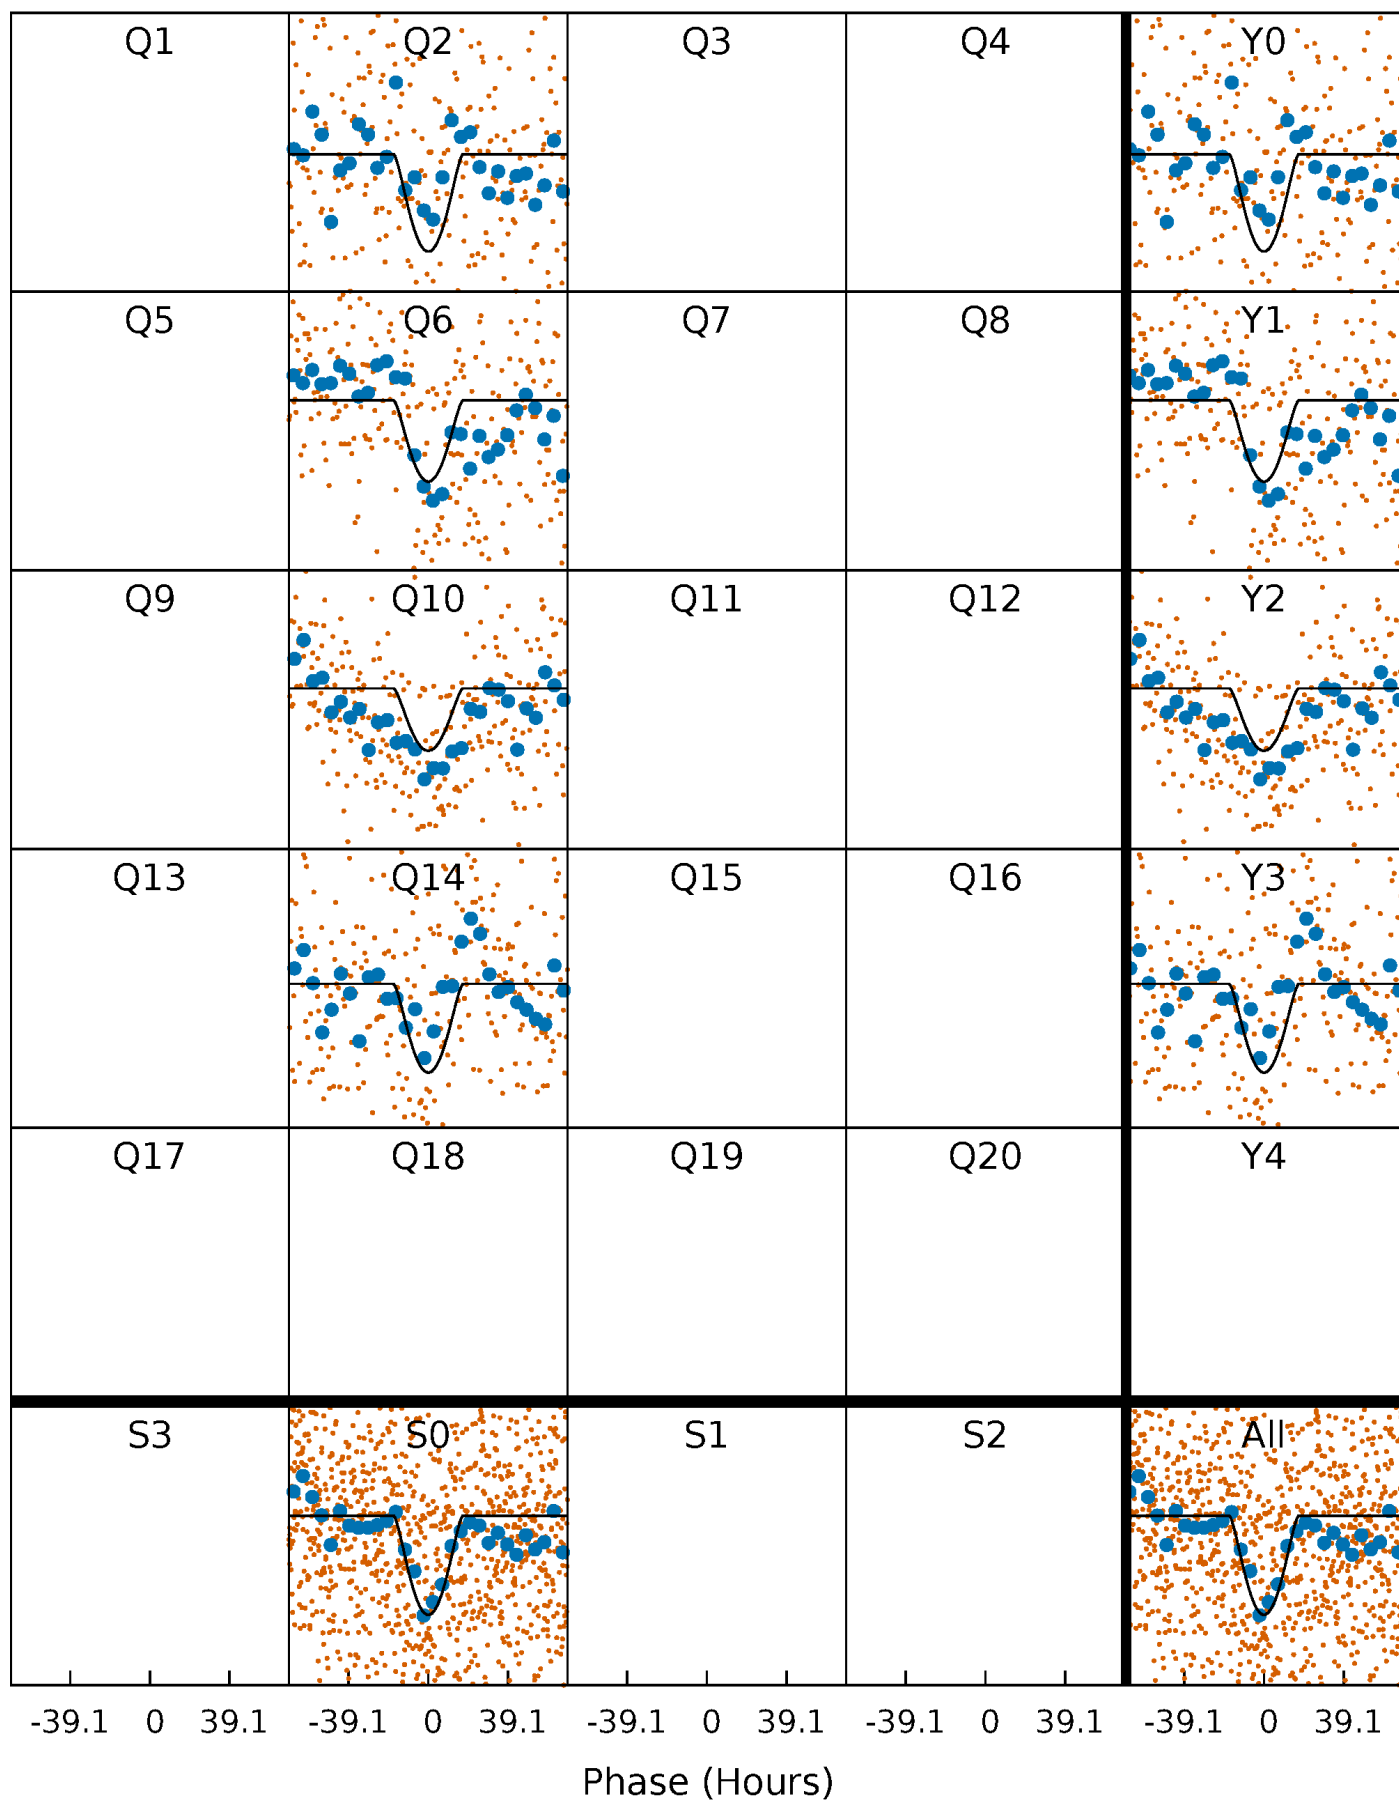 Q1 Q2 Q3 Q4 Y0
Q5 Q6 Q7 Q8 Y1
Q9 Q10 Q11 Q12 Y2
Q13 Q14 Q15 Q16 Y3
Q17 Q18 Q19 Q20 Y4
S3 S0 S1 S2 All
-39.1 0 39.1 -39.1 0 39.1 -39.1 0 39.1 -39.1 0 39.1 -39.1 0 39.1
Phase (Hours)